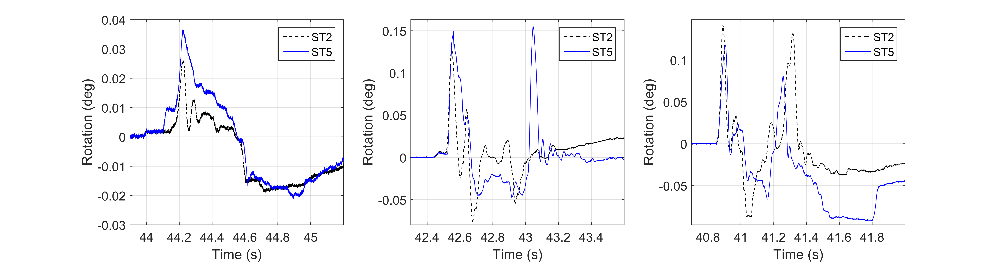 Rotation (deg)
0.04
0.03
0.02
0.01
0
-0.01
-0.02
-0.03
ST2
ST5
44 44.2 44.4 44.6 44.8 45
Time (s)
Rotation (deg)
0.15
0.1
0.05
0
-0.05
ST2
ST5
42.4 42.6 42.8 43 43.2 43.4
Time (s)
Rotation (deg)
0.1
0.05
0
-0.05
ST2
ST5
40.8 41 41.2 41.4 41.6 41.8
Time (s)